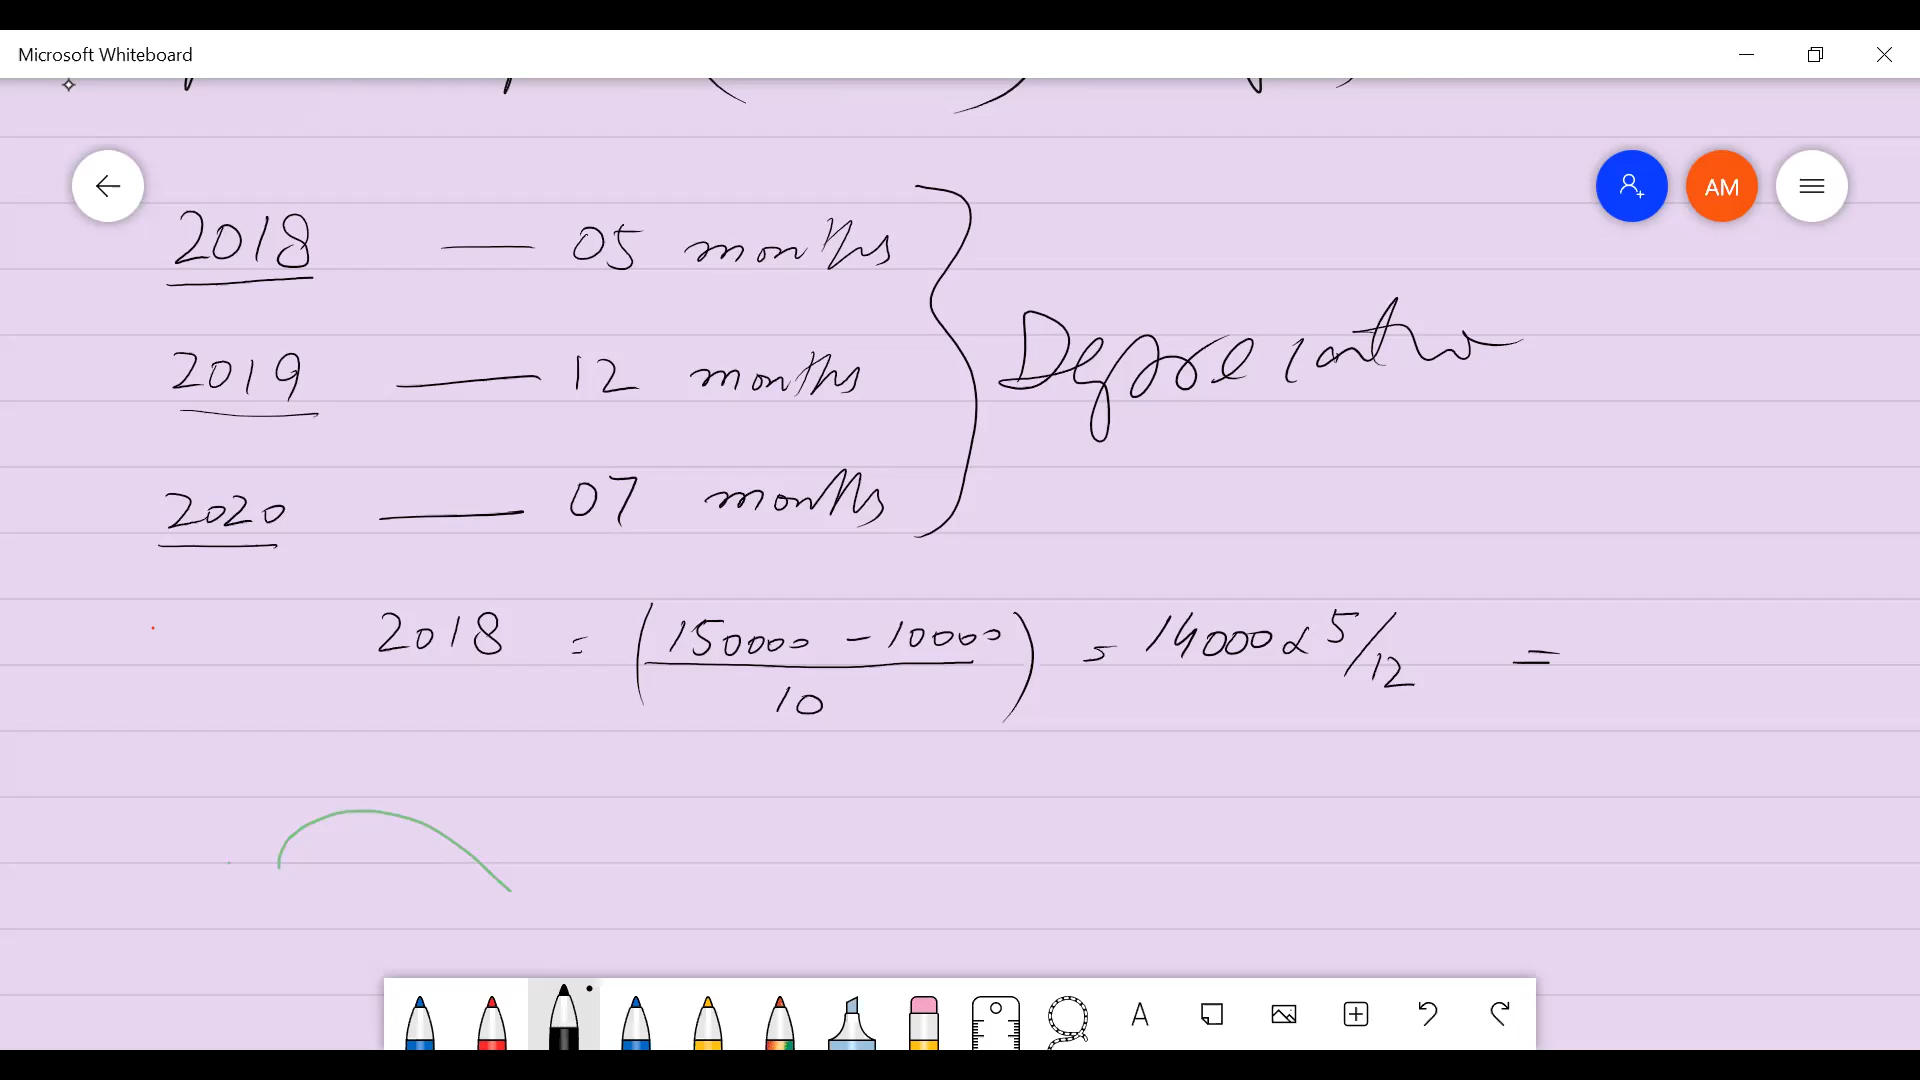 Microsoft Whiteboard
AM
2018 — 05 months
2019 — 12 months
2020 — 07 months
Depreciation
2018 = (150000 - 10000 / 10) = 14000 x 5/12 =
A